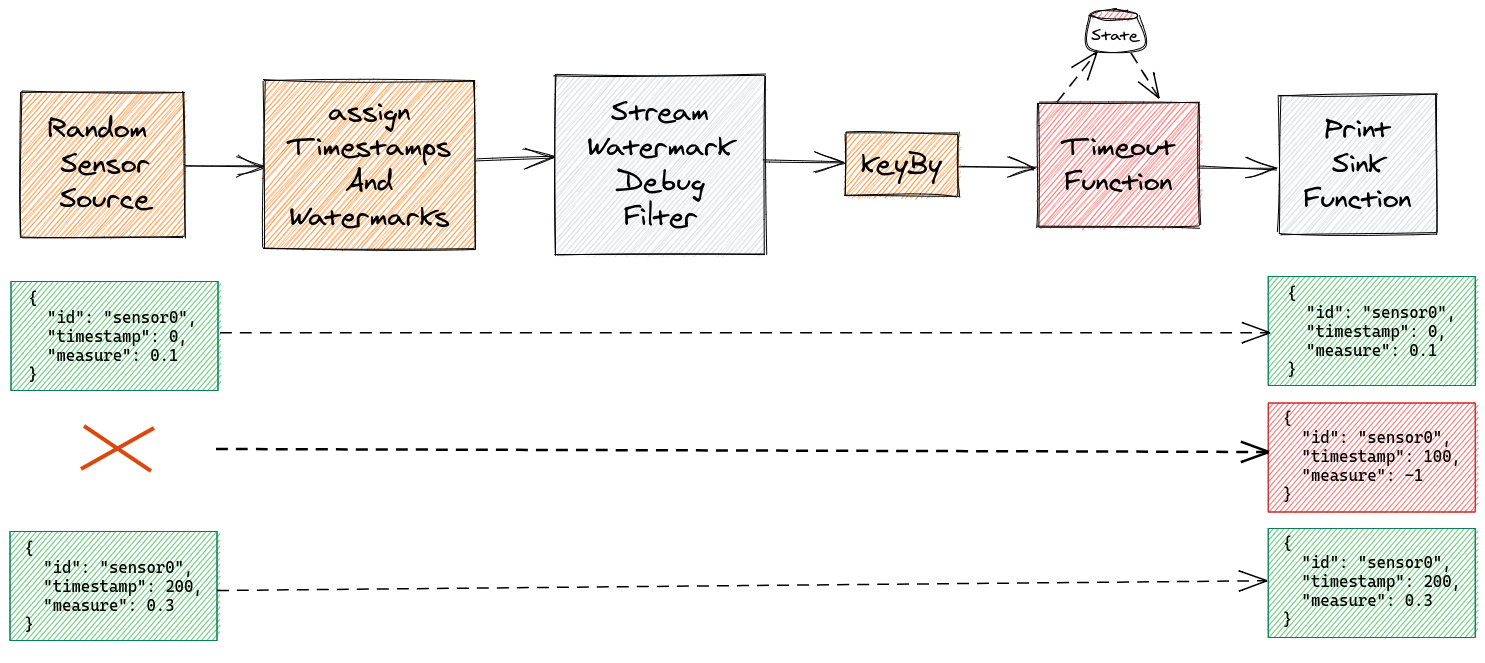 State
Random
Sensor
Source
assign
Timestamps
And
Watermarks
Stream
Watermark
Debug
Filter
keyBy
Timeout
Function
Print
Sink
Function
{
"id": "sensor0",
"timestamp": 0,
"measure": 0.1
}
{
"id": "sensor0",
"timestamp": 0,
"measure": 0.1
}
{
"id": "sensor0",
"timestamp": 100,
"measure": -1
}
{
"id": "sensor0",
"timestamp": 200,
"measure": 0.3
}
{
"id": "sensor0",
"timestamp": 200,
"measure": 0.3
}